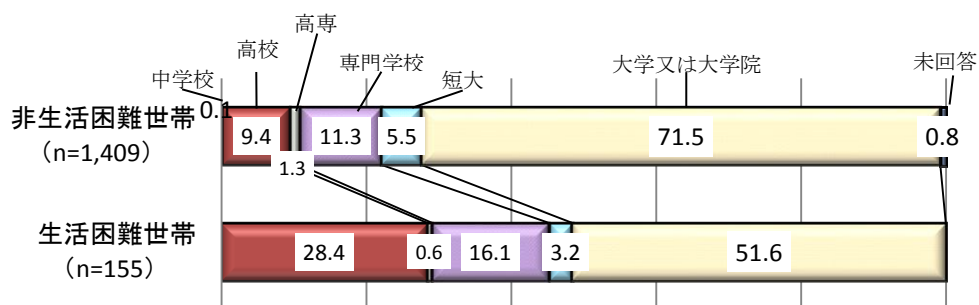 高専
高校
専門学校
大学又は大学院
未回答
中学校
短大
0.1
非生活困難世帯
9.4
11.3
5.5
71.5
0.8
（n=1,409）
1.3
生活困難世帯
28.4
0.6
16.1
3.2
51.6
（n=155）